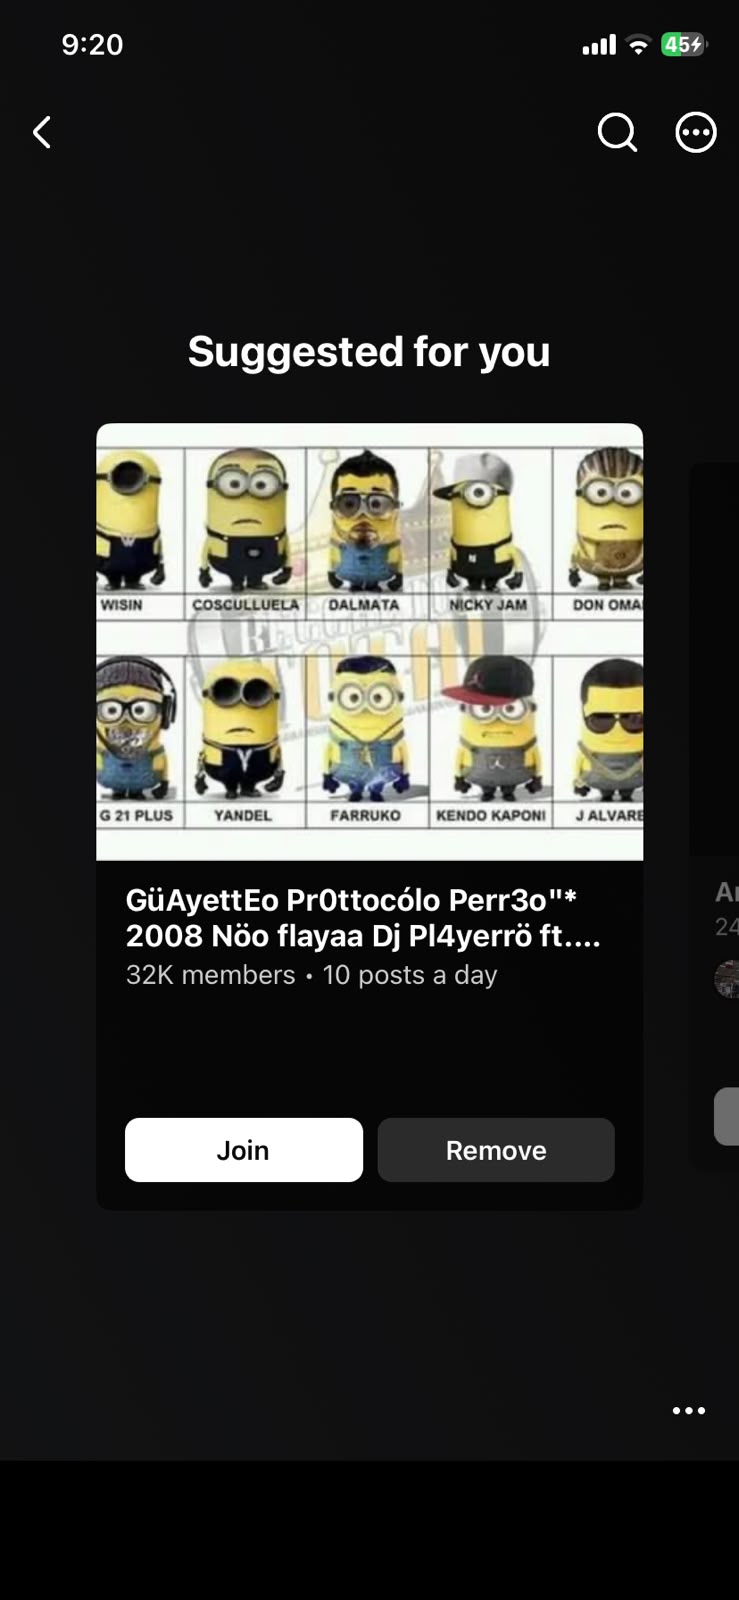 9:20
45
Suggested for you
WISIN COSCULLUELA DALMATA NICKY JAM DON OMA
G 21 PLUS YANDEL FARRUKO KENDO KAPONI J ALVARE
GüAyettEo Pr0ttocólo Perr3o"*
2008 Nöo flayaa Dj Pl4yerrö ft....
32K members • 10 posts a day
Join Remove
24